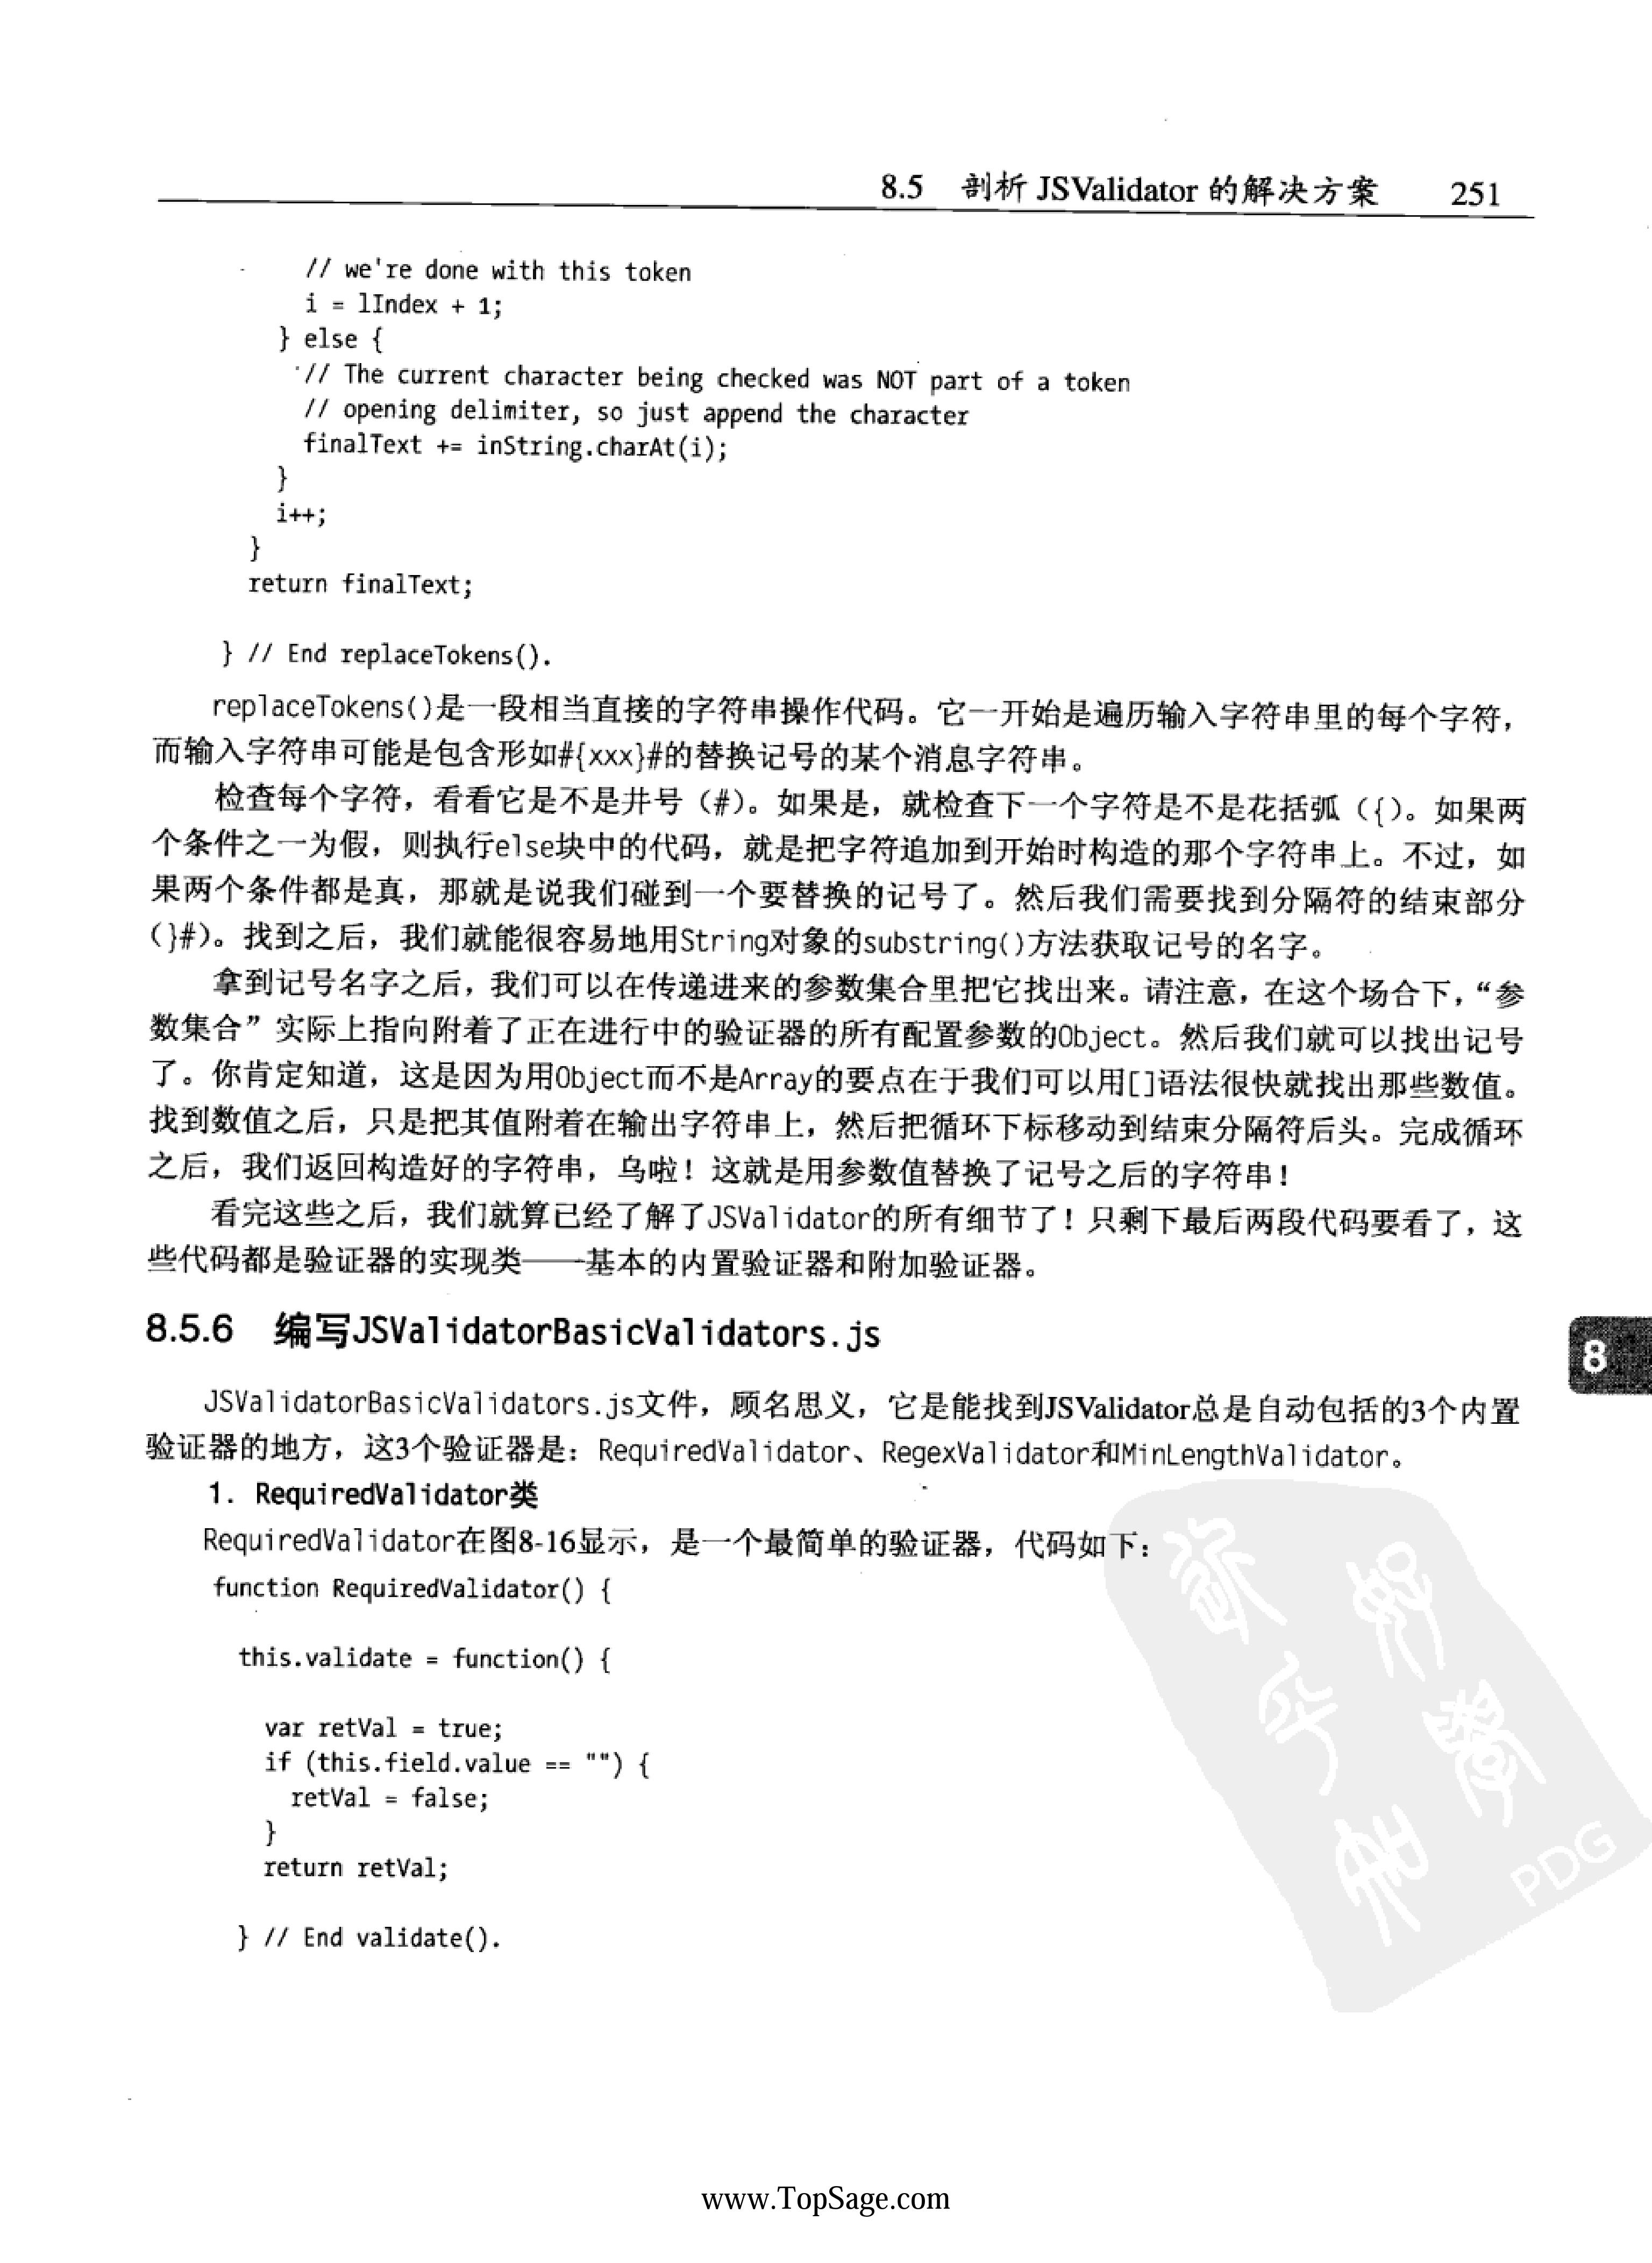 8.5 剖析 JSValidator 的解决方案 251
// we're done with this token
i = lIndex + 1;
} else {
// The current character being checked was NOT part of a token
// opening delimiter, so just append the character
finalText += inString.charAt(i);
}
i++;
}
return finalText;
} // End replaceTokens().
replaceTokens()是一段相当直接的字符串操作代码。它一开始是遍历输入字符串里的每个字符，
而输入字符串可能是包含形如#{xxx}#的替换记号的某个消息字符串。
检查每个字符，看看它是不是井号（#）。如果是，就检查下一个字符是不是花括弧（{）。如果两
个条件之一为假，则执行else块中的代码，就是把字符追加到开始时构造的那个字符串上。不过，如
果两个条件都是真，那就是说我们碰到一个要替换的记号了。然后我们需要找到分隔符的结束部分
（}#）。找到之后，我们就能很容易地用String对象的substring()方法获取记号的名字。
拿到记号名字之后，我们可以在传递进来的参数集合里把它找出来。请注意，在这个场合下，“参
数集合”实际上指向附着了正在进行中的验证器的所有配置参数的Object。然后我们就可以找出记号
了。你肯定知道，这是因为用Object而不是Array的要点在于我们可以用[]语法很快就找出那些数值。
找到数值之后，只是把其值附着在输出字符串上，然后把循环下标移动到结束分隔符后头。完成循环
之后，我们返回构造好的字符串，乌啦！这就是用参数值替换了记号之后的字符串！
看完这些之后，我们就算已经了解了JSValidator的所有细节了！只剩下最后两段代码要看了，这
些代码都是验证器的实现类——基本的内置验证器和附加验证器。
8.5.6 编写JSValidatorBasicValidators.js
8
JSValidatorBasicValidators.js文件，顾名思义，它是能找到JSValidator总是自动包括的3个内置
验证器的地方，这3个验证器是：RequiredValidator、RegexValidator和MinLengthValidator。
1. RequiredValidator类
RequiredValidator在图8-16显示，是一个最简单的验证器，代码如下：
function RequiredValidator() {
this.validate = function() {
var retVal = true;
if (this.field.value == "") {
retVal = false;
}
return retVal;
} // End validate().
PDG
www.TopSage.com